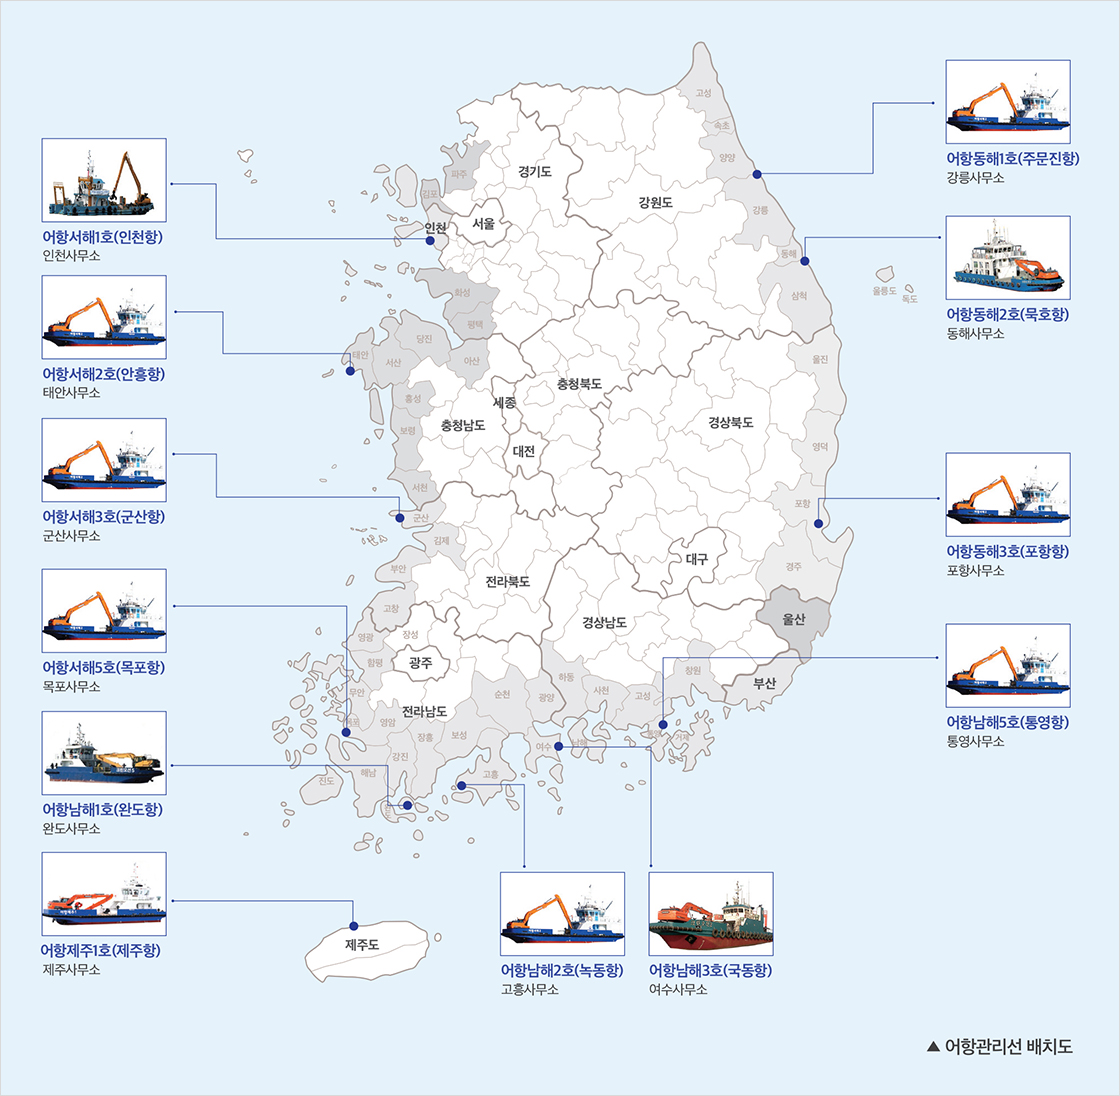 고성
속초
양양
경기도
파주
강원도
김포
인천
서울
강릉
동해
화성
삼척
울릉도
독도
평택
당진
태안
서산
아산
울진
충청북도
홍성
세종
충청남도
경상북도
보령
대전
영덕
서천
포항
군산
김제
대구
부안
경주
전라북도
고창
경상남도
울산
영광
장성
함평
광주
하동
창원
무안
순천
광양
사천
고성
부산
목포
영암
전라남도
장흥
보성
통영
거제
여수
남해
강진
해남
고흥
진도
완도
제주도
어항서해1호(인천항)
인천사무소
어항서해2호(안흥항)
태안사무소
어항서해3호(군산항)
군산사무소
어항서해5호(목포항)
목포사무소
어항남해1호(완도항)
완도사무소
어항제주1호(제주항)
제주사무소
어항남해2호(녹동항)
고흥사무소
어항남해3호(국동항)
여수사무소
어항동해1호(주문진항)
강릉사무소
어항동해2호(묵호항)
동해사무소
어항동해3호(포항항)
포항사무소
어항남해5호(통영항)
통영사무소
▲ 어항관리선 배치도